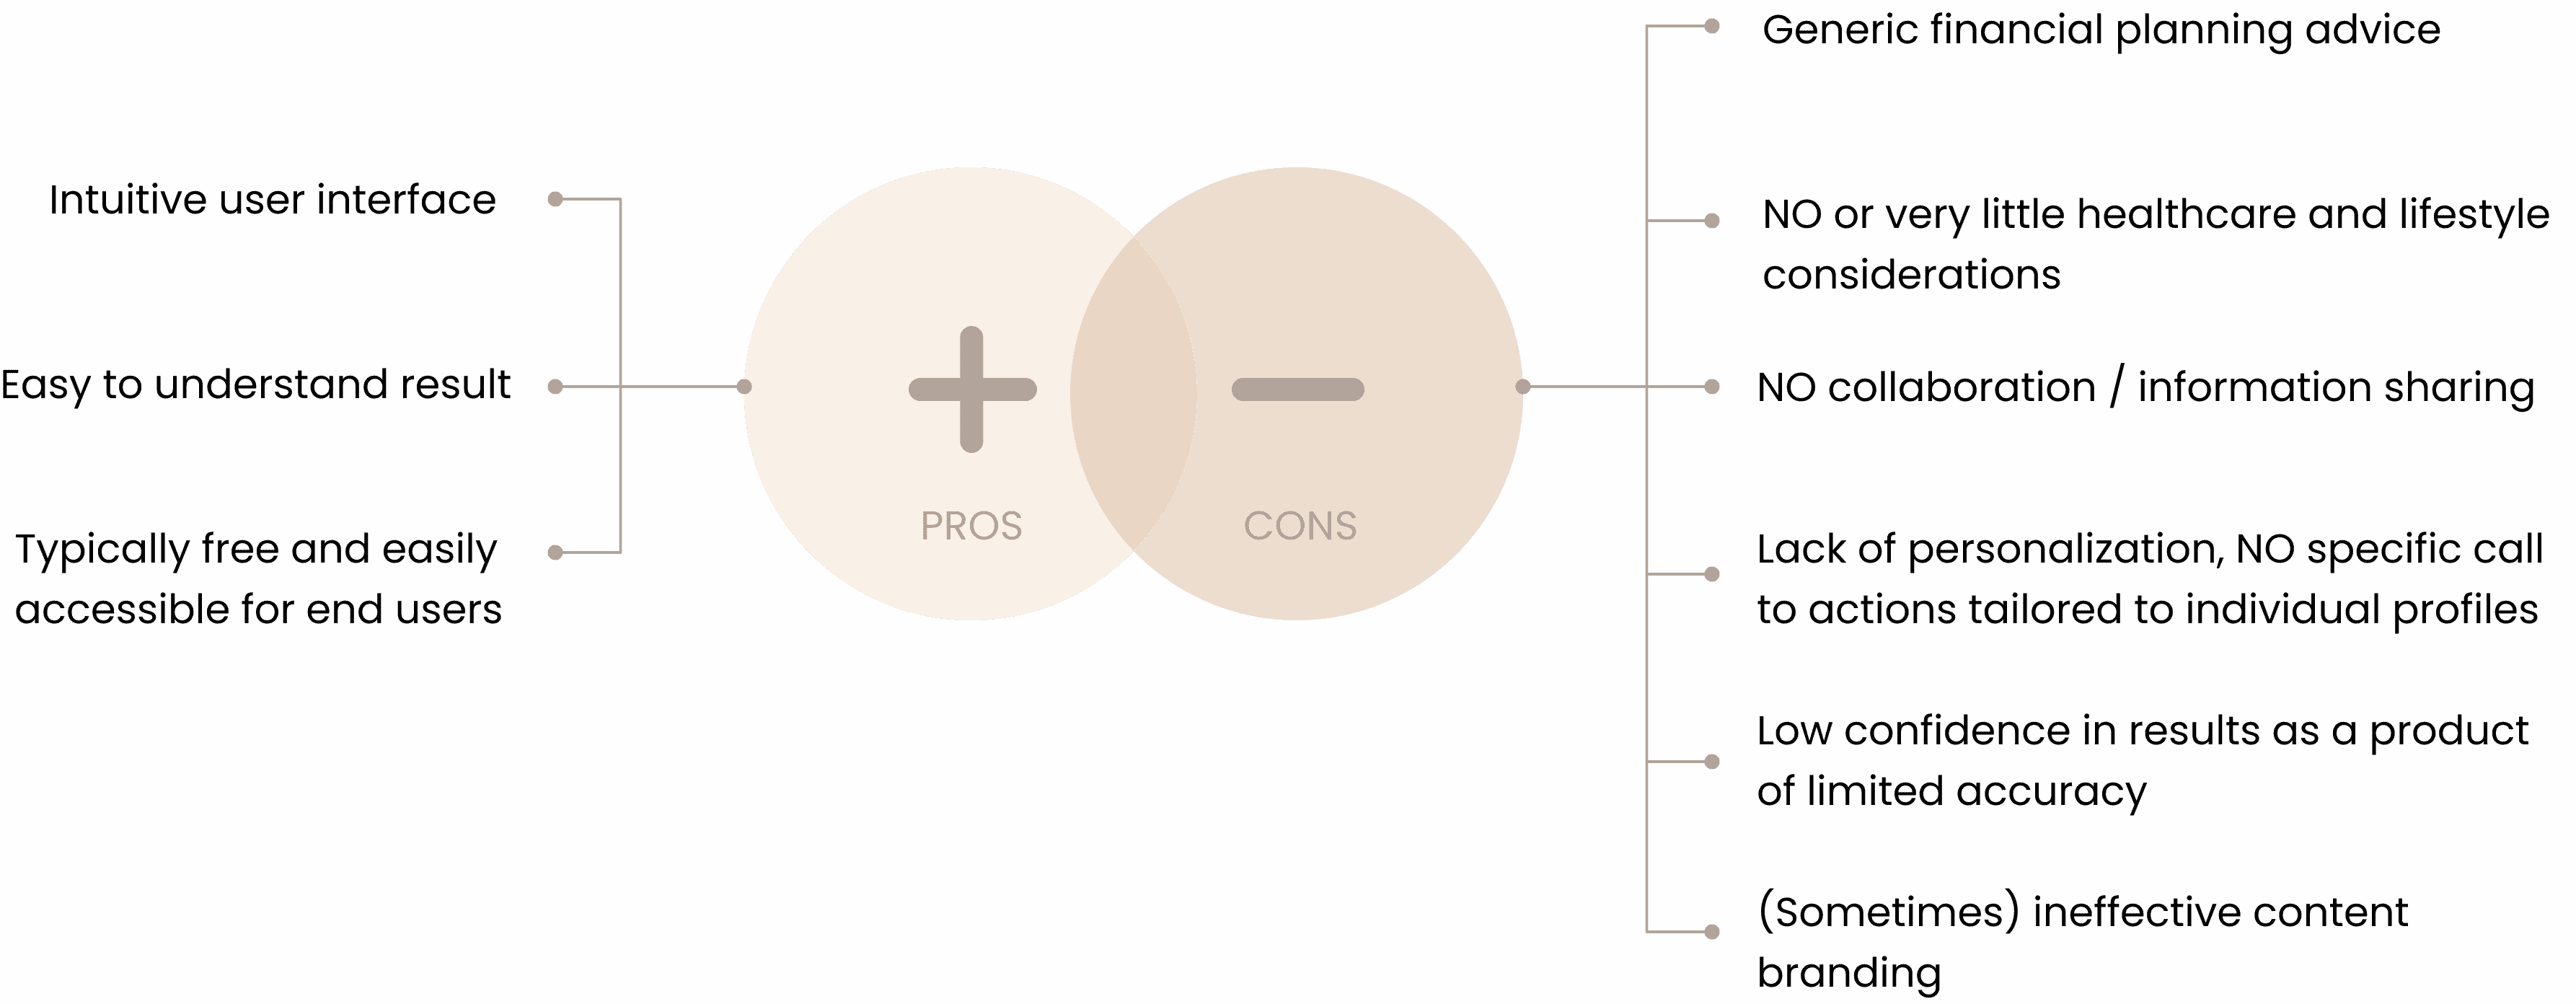 Intuitive user interface
Easy to understand result
Typically free and easily
accessible for end users
PROS
CONS
Generic financial planning advice
NO or very little healthcare and lifestyle
considerations
NO collaboration / information sharing
Lack of personalization, NO specific call
to actions tailored to individual profiles
Low confidence in results as a product
of limited accuracy
(Sometimes) ineffective content
branding